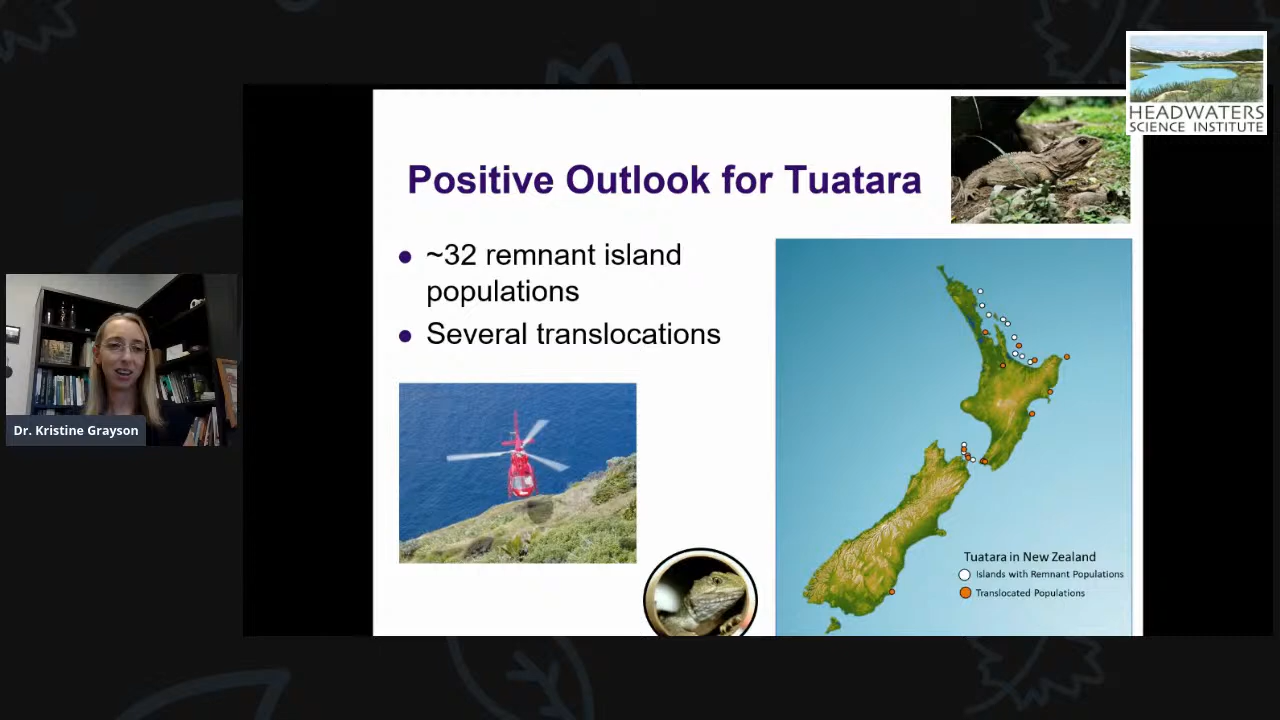 HEADWATERS
SCIENCE INSTITUTE
Positive Outlook for Tuatara
~32 remnant island
populations
Several translocations
Dr. Kristine Grayson
Tuatara in New Zealand
Islands with Remnant Populations
Translocated Populations